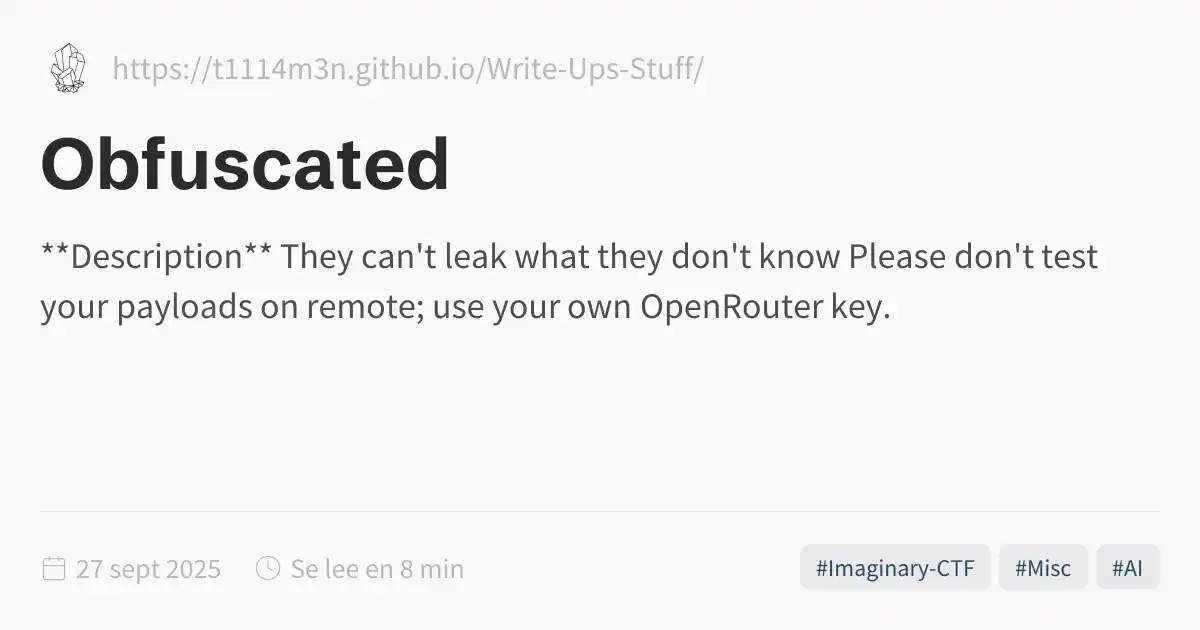 https://t1114m3n.github.io/Write-Ups-Stuff/
Obfuscated
**Description** They can't leak what they don't know Please don't test
your payloads on remote; use your own OpenRouter key.
27 sept 2025
Se lee en 8 min
#Imaginary-CTF
#Misc
#AI